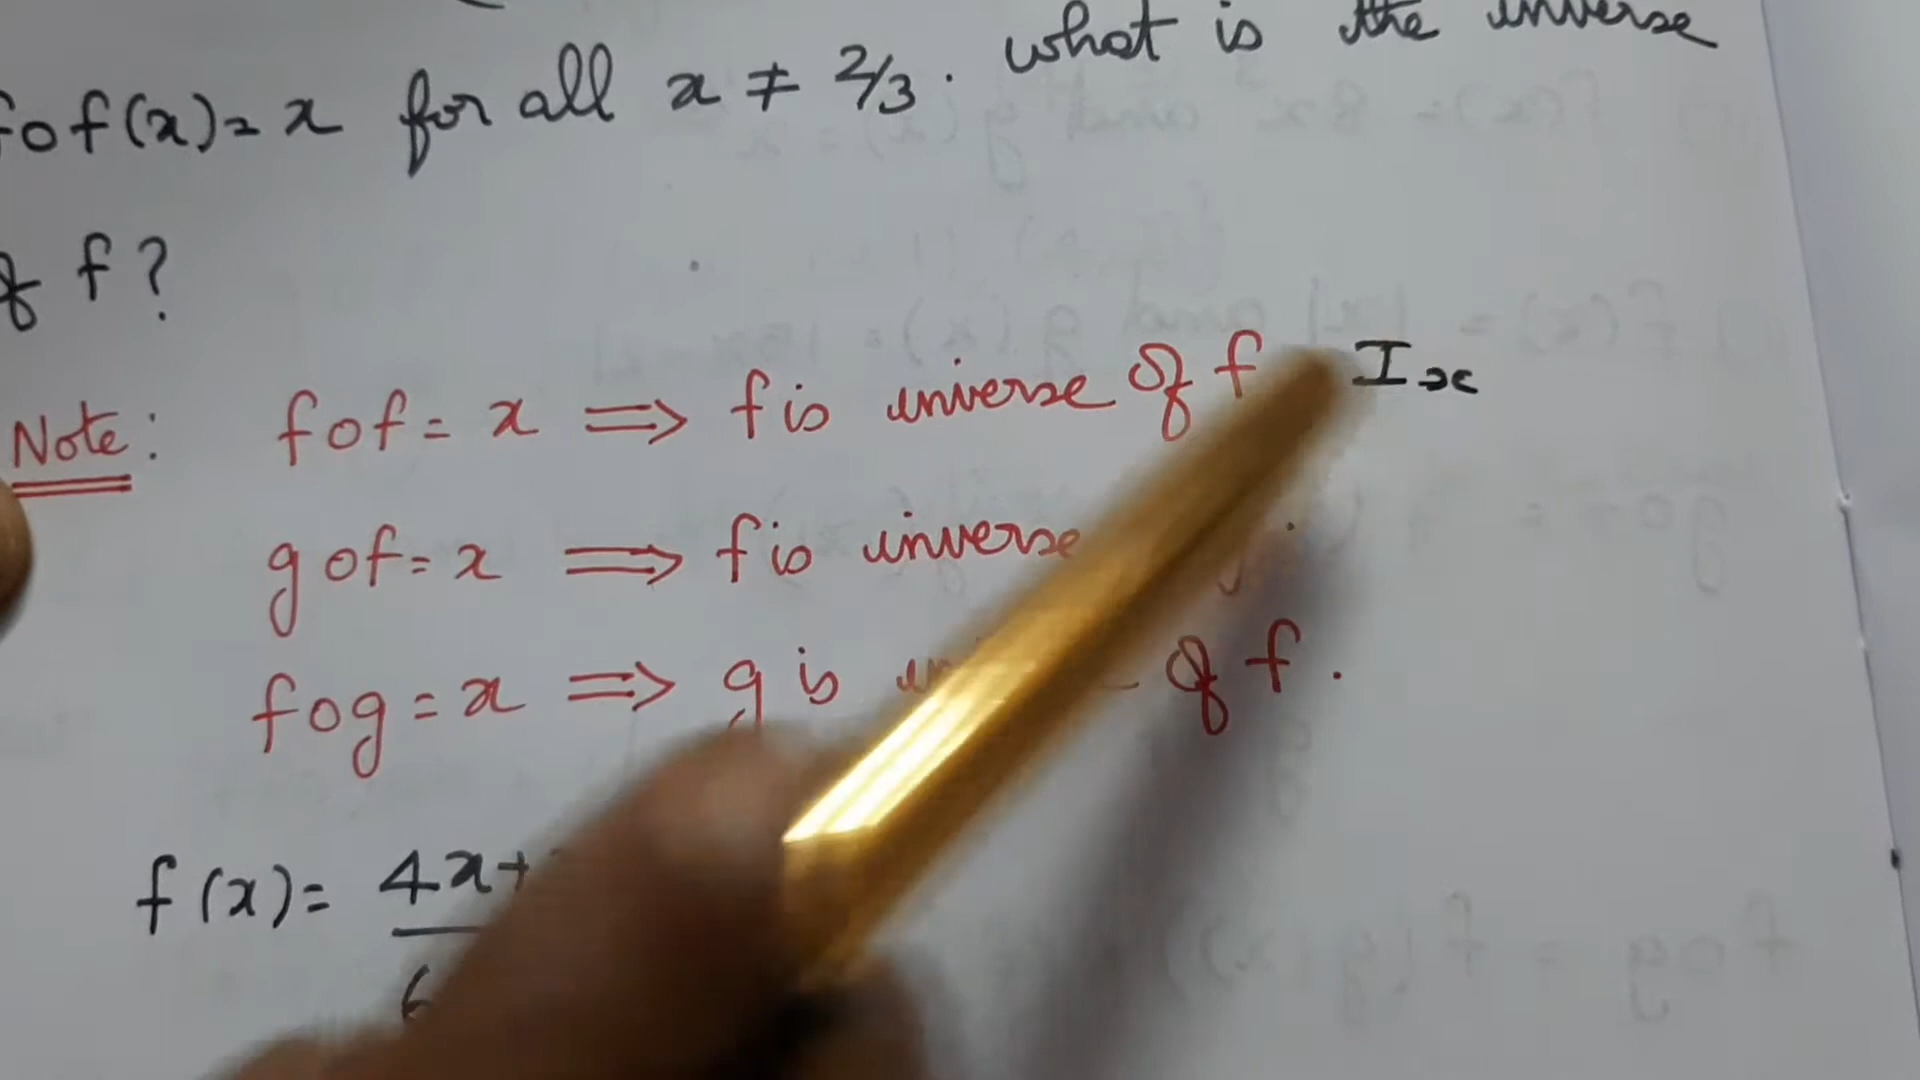 fof(x)=x for all x ≠ 2/3. what is the inverse
of f?
Note: fof = x ⟹ f is inverse of f I x
gof = x ⟹ f is inverse
fog = x ⟹ g is of f.
f(x) = 4x+
6